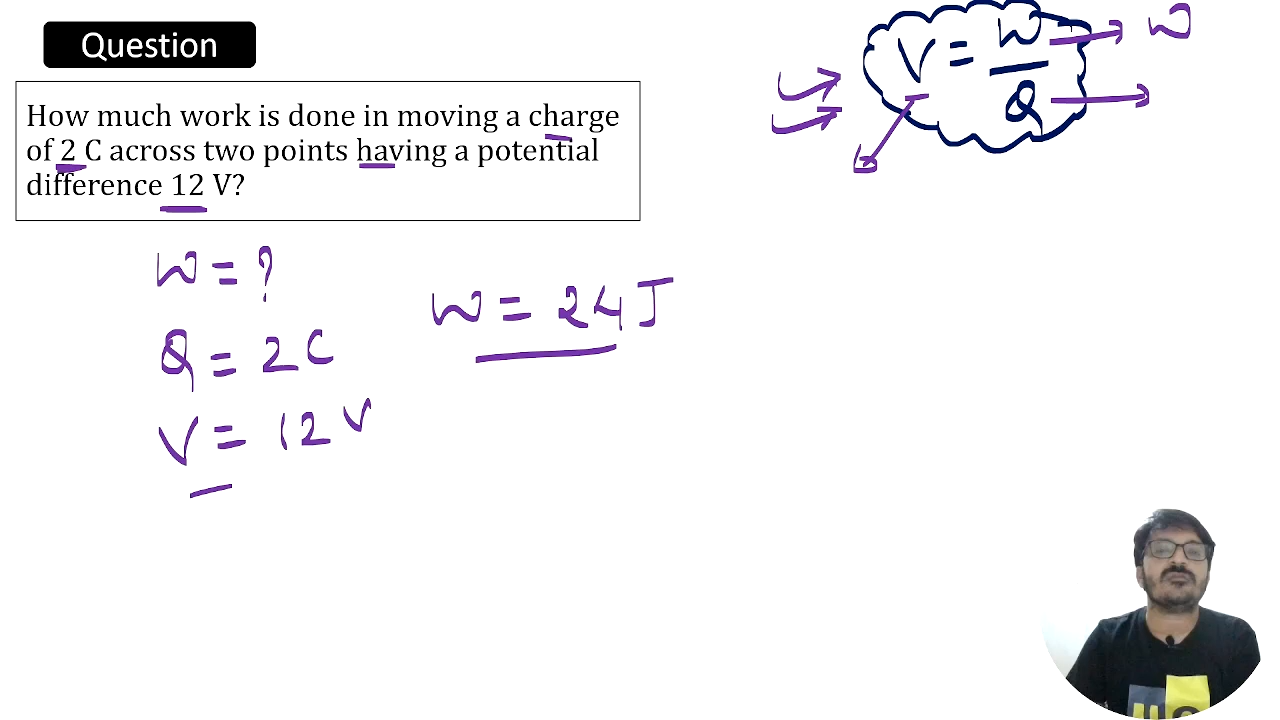 Question
How much work is done in moving a charge
of 2 C across two points having a potential
difference 12 V?
V = W
Q
W
W = ?
Q = 2 C
V = 12 V
W = 24 J